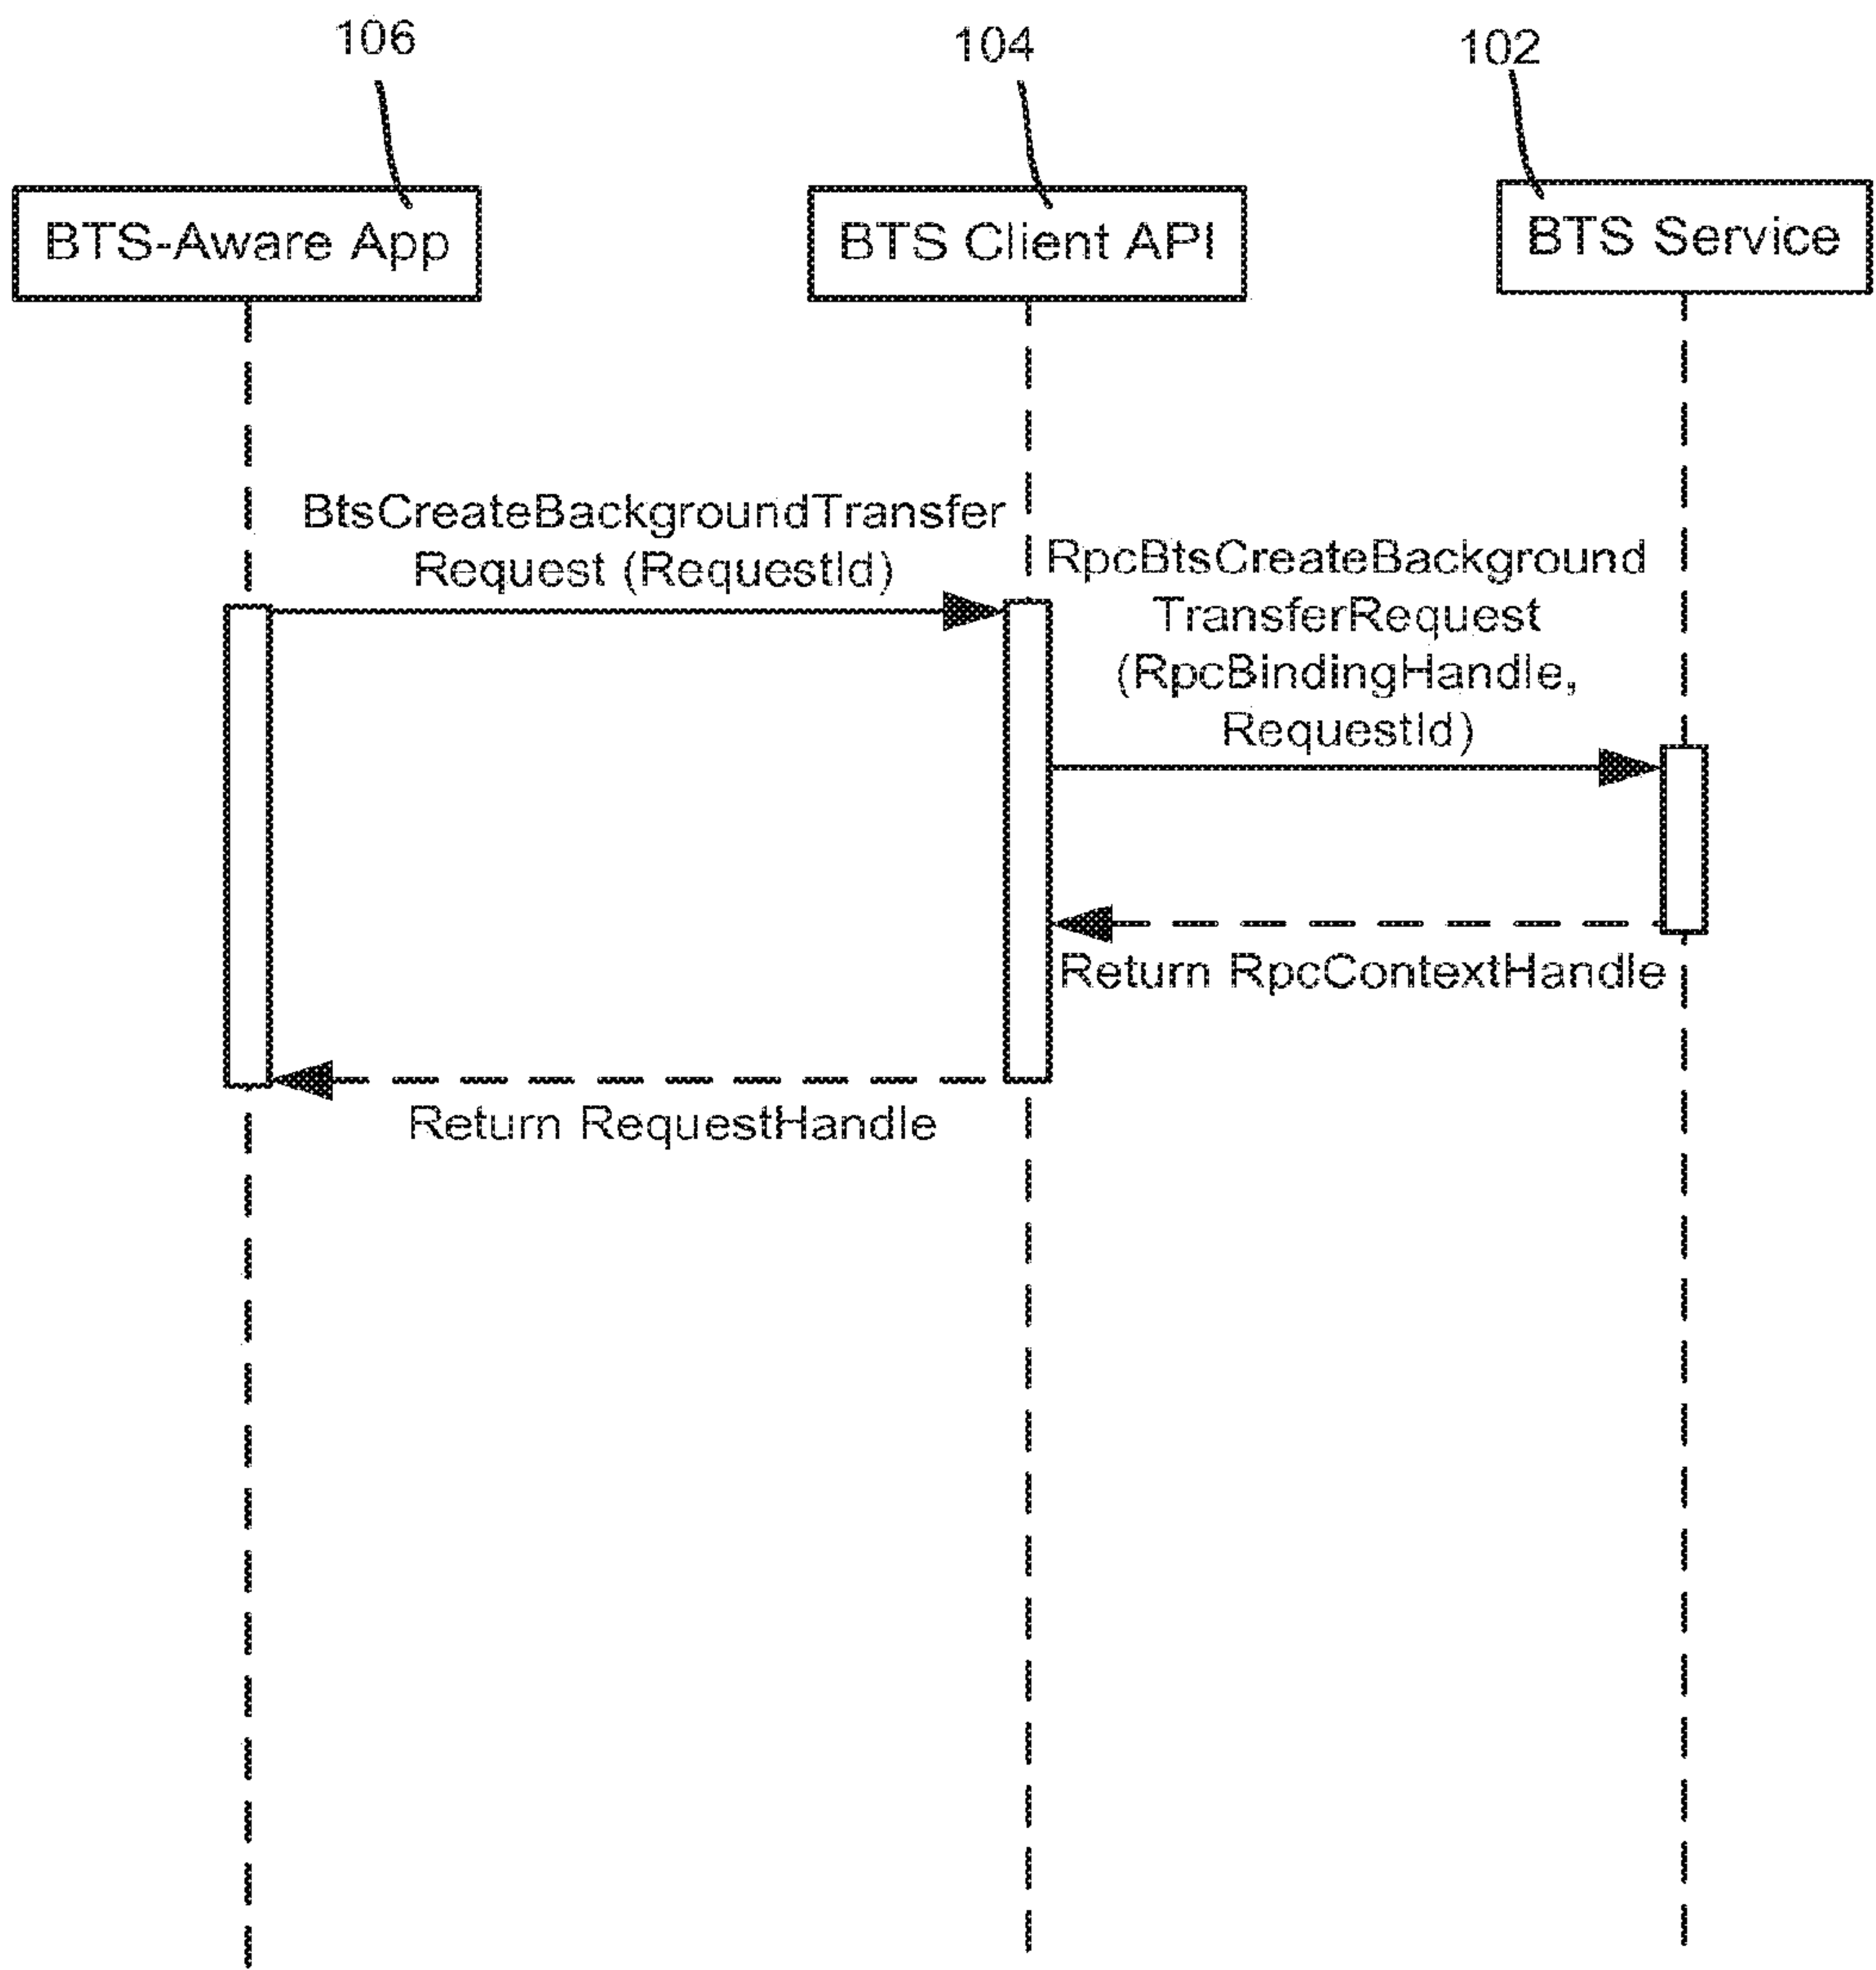 106
104
102
BTS-Aware App
BTS Client API
BTS Service
BtsCreateBackgroundTransfer
Request (RequestId)
RpcBtsCreateBackground
TransferRequest
(RpcBindingHandle,
RequestId)
Return RpcContextHandle
Return RequestHandle